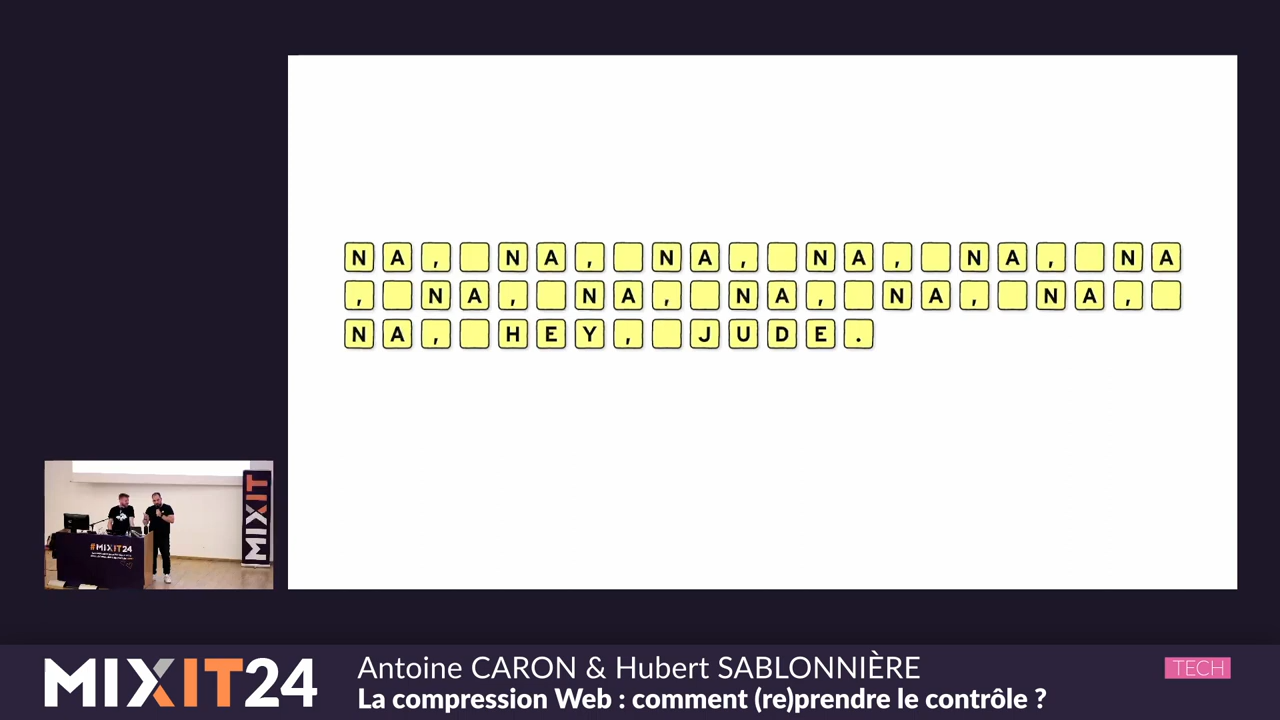 NA, NA, NA, NA, NA, NA
, NA, NA, NA, NA, NA, 
NA, HEY, JUDE.
MIXIT
#MIXIT24
MIXIT24
Antoine CARON & Hubert SABLONNIÈRE
TECH
La compression Web : comment (re)prendre le contrôle ?